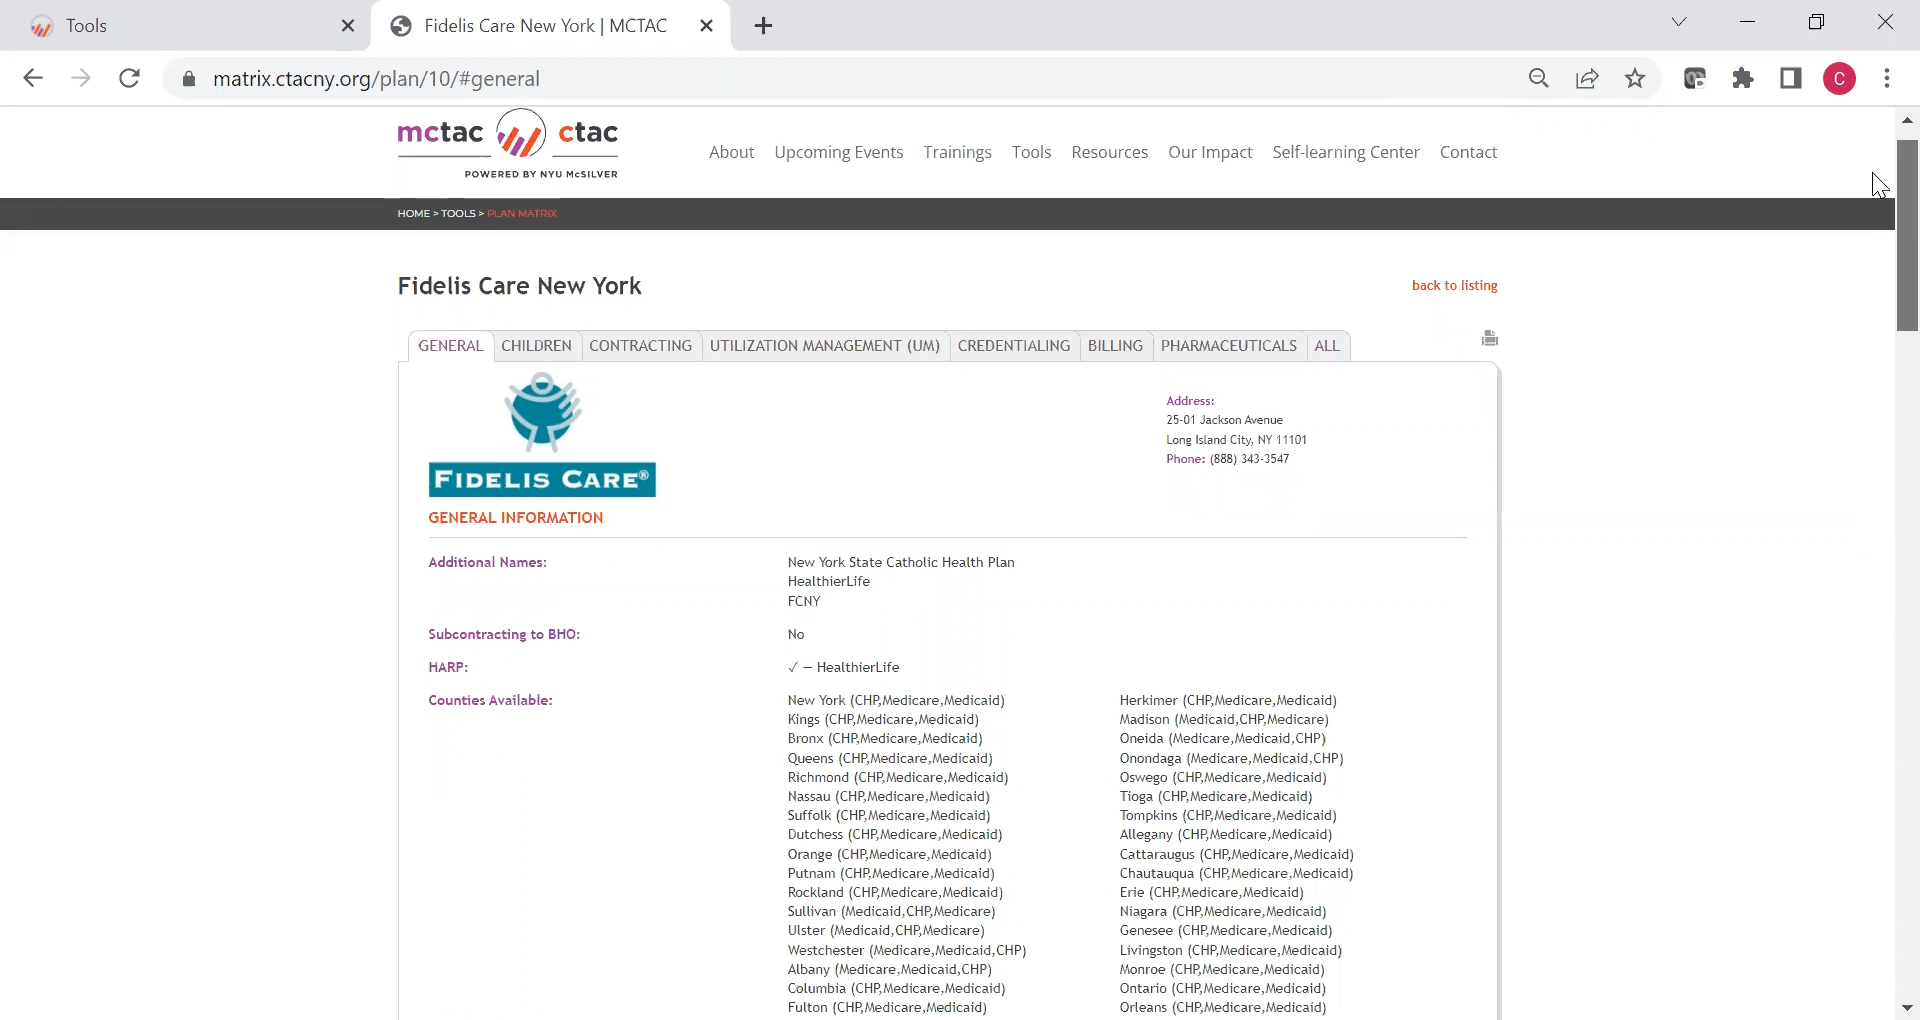 Tools
Fidelis Care New York | MCTAC
matrix.ctacny.org/plan/10/#general
C
mctac ctac
POWERED BY NYU McSILVER
About Upcoming Events Trainings Tools Resources Our Impact Self-learning Center Contact
HOME > TOOLS > PLAN MATRIX
Fidelis Care New York
back to listing
GENERAL CHILDREN CONTRACTING UTILIZATION MANAGEMENT (UM) CREDENTIALING BILLING PHARMACEUTICALS ALL
FIDELIS CARE®
Address:
25-01 Jackson Avenue
Long Island City, NY 11101
Phone: (888) 343-3547
GENERAL INFORMATION
Additional Names:
New York State Catholic Health Plan
HealthierLife
FCNY
Subcontracting to BHO: No
HARP: ✓ — HealthierLife
Counties Available:
New York (CHP,Medicare,Medicaid)
Kings (CHP,Medicare,Medicaid)
Bronx (CHP,Medicare,Medicaid)
Queens (CHP,Medicare,Medicaid)
Richmond (CHP,Medicare,Medicaid)
Nassau (CHP,Medicare,Medicaid)
Suffolk (CHP,Medicare,Medicaid)
Dutchess (CHP,Medicare,Medicaid)
Orange (CHP,Medicare,Medicaid)
Putnam (CHP,Medicare,Medicaid)
Rockland (CHP,Medicare,Medicaid)
Sullivan (Medicaid,CHP,Medicare)
Ulster (Medicaid,CHP,Medicare)
Westchester (Medicare,Medicaid,CHP)
Albany (Medicare,Medicaid,CHP)
Columbia (CHP,Medicare,Medicaid)
Fulton (CHP,Medicare,Medicaid)
Herkimer (CHP,Medicare,Medicaid)
Madison (Medicaid,CHP,Medicare)
Oneida (Medicare,Medicaid,CHP)
Onondaga (Medicare,Medicaid,CHP)
Oswego (CHP,Medicare,Medicaid)
Tioga (CHP,Medicare,Medicaid)
Tompkins (CHP,Medicare,Medicaid)
Allegany (CHP,Medicare,Medicaid)
Cattaraugus (CHP,Medicare,Medicaid)
Chautauqua (CHP,Medicare,Medicaid)
Erie (CHP,Medicare,Medicaid)
Niagara (CHP,Medicare,Medicaid)
Genesee (CHP,Medicare,Medicaid)
Livingston (CHP,Medicare,Medicaid)
Monroe (CHP,Medicare,Medicaid)
Ontario (CHP,Medicare,Medicaid)
Orleans (CHP,Medicare,Medicaid)